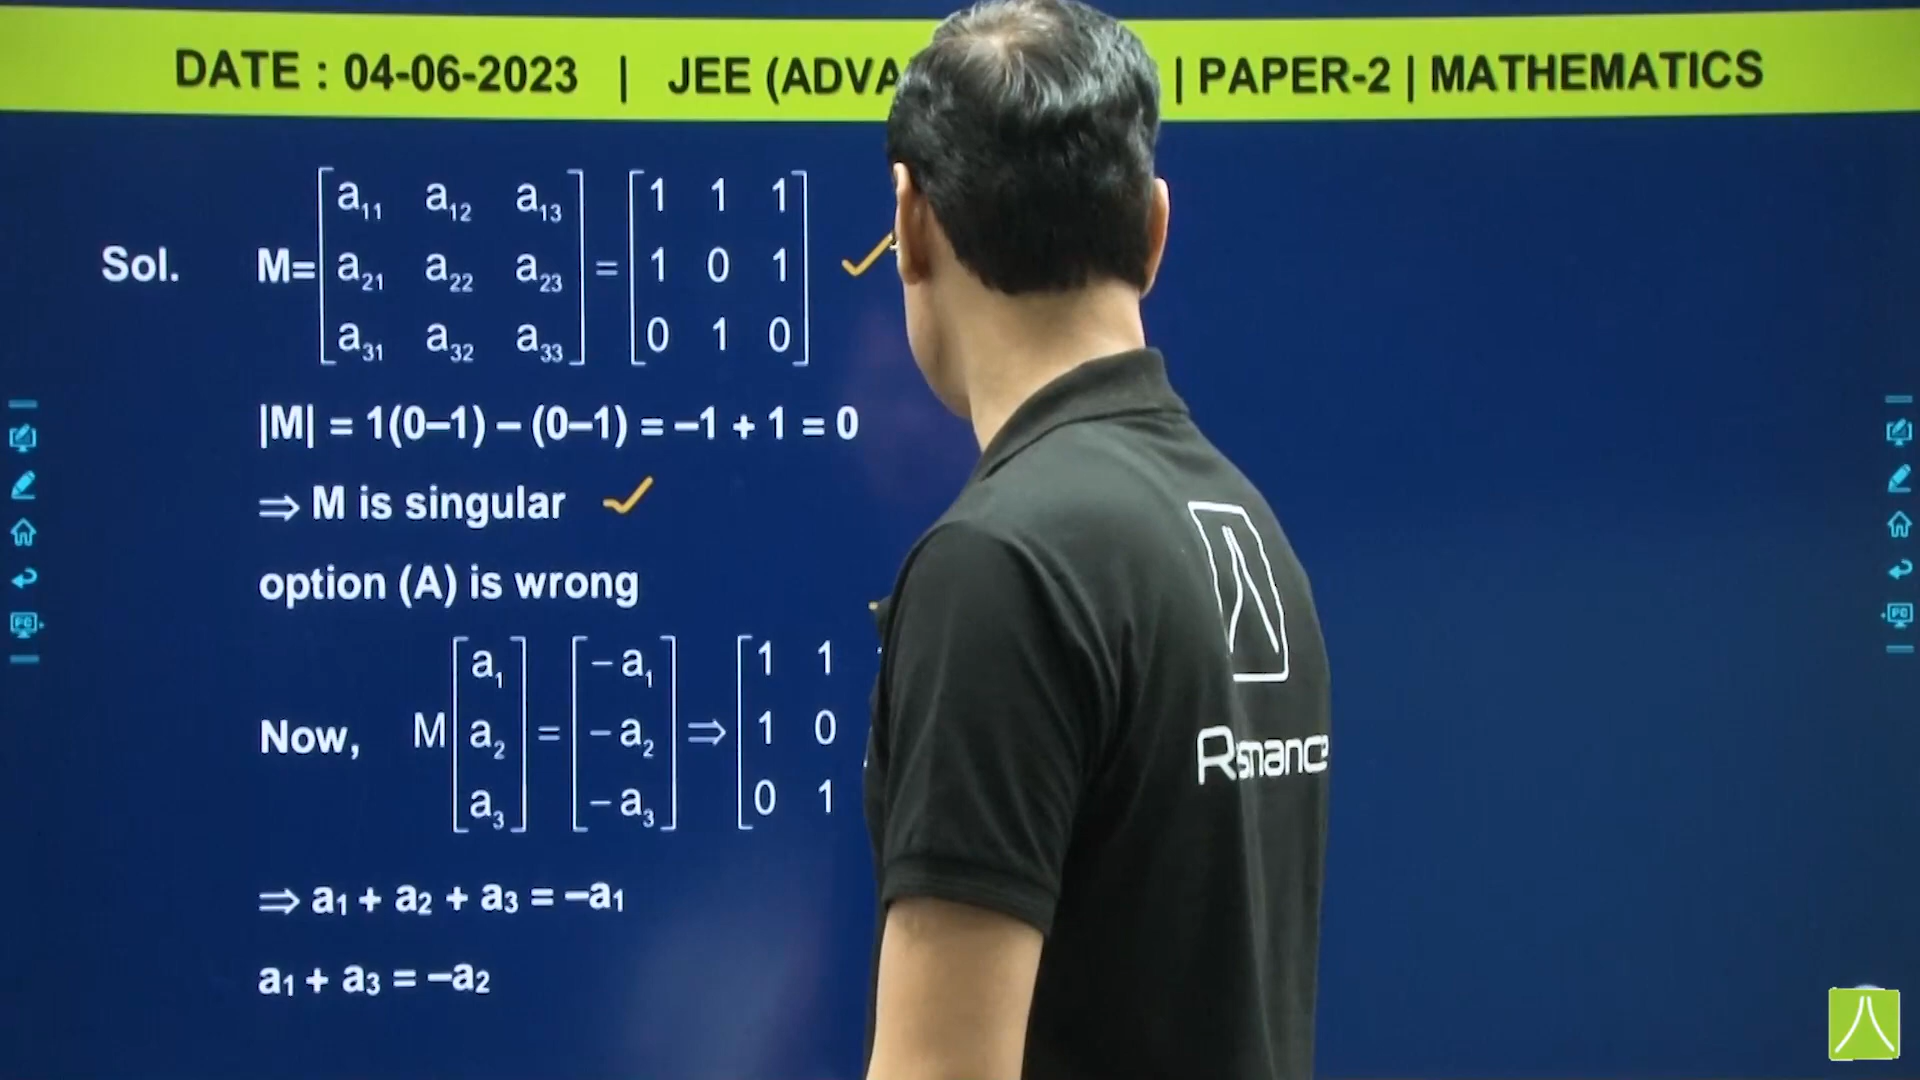 DATE : 04-06-2023 | JEE (ADVA | PAPER-2 | MATHEMATICS
Sol. M= [a₁₁ a₁₂ a₁₃ = [1 1 1
a₂₁ a₂₂ a₂₃ 1 0 1
a₃₁ a₃₂ a₃₃] 0 1 0]
|M| = 1(0–1) – (0–1) = –1 + 1 = 0
⇒ M is singular
option (A) is wrong
Now, M [a₁ = [–a₁ ⇒ [1 1
a₂ –a₂ 1 0
a₃] –a₃] 0 1
⇒ a₁ + a₂ + a₃ = –a₁
a₁ + a₃ = –a₂